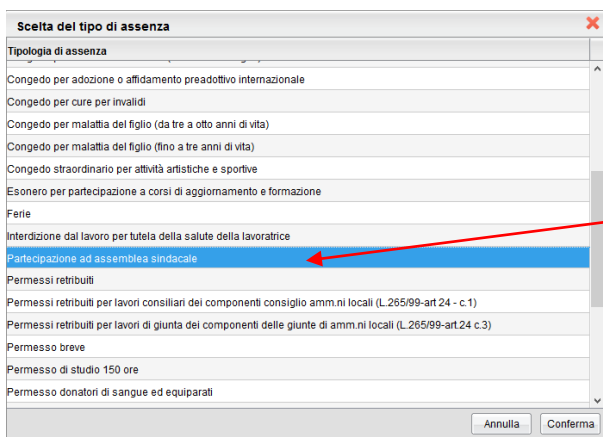 Scelta del tipo di assenza
Tipologia di assenza
Congedo per adozione o affidamento preadottivo internazionale
Congedo per cure per invalidi
Congedo per malattia del figlio (da tre a otto anni di vita)
Congedo per malattia del figlio (fino a tre anni di vita)
Congedo straordinario per attività artistiche e sportive
Esonero per partecipazione a corsi di aggiornamento e formazione
Ferie
Interdizione dal lavoro per tutela della salute della lavoratrice
Partecipazione ad assemblea sindacale
Permessi retribuiti
Permessi retribuiti per lavori consiliari dei componenti consiglio amm.ni locali (L.265/99-art 24 - c.1)
Permessi retribuiti per lavori di giunta dei componenti delle giunte di amm.ni locali (L.265/99-art.24 c.3)
Permesso breve
Permesso di studio 150 ore
Permesso donatori di sangue ed equiparati
Annulla Conferma